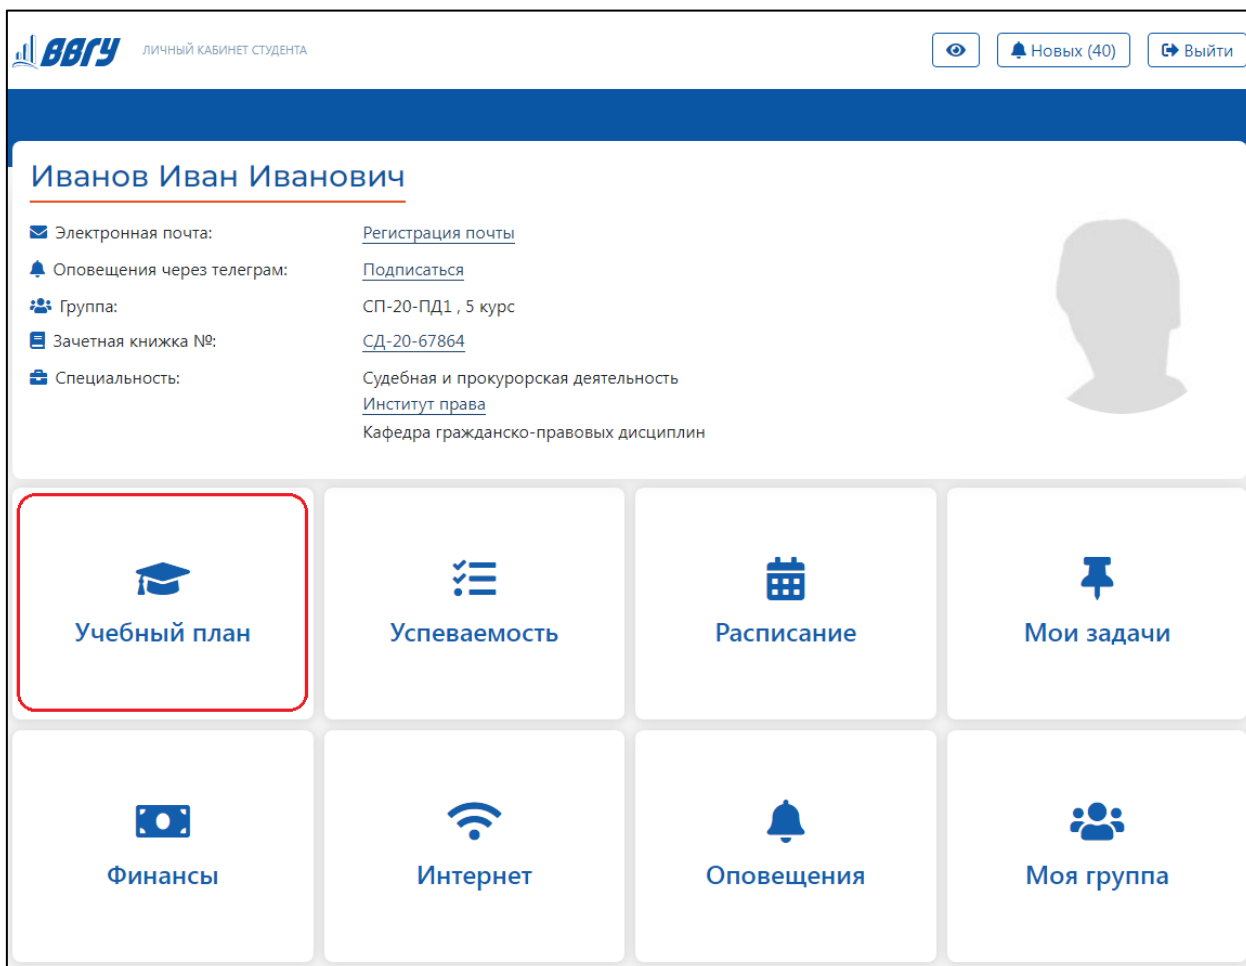 ВВГУ ЛИЧНЫЙ КАБИНЕТ СТУДЕНТА Новых (40) Выйти
Иванов Иван Иванович
Электронная почта: Регистрация почты
Оповещения через телеграм: Подписаться
Группа: СП-20-ПД1 , 5 курс
Зачетная книжка №: СД-20-67864
Специальность: Судебная и прокурорская деятельность
Институт права
Кафедра гражданско-правовых дисциплин
Учебный план Успеваемость Расписание Мои задачи
Финансы Интернет Оповещения Моя группа